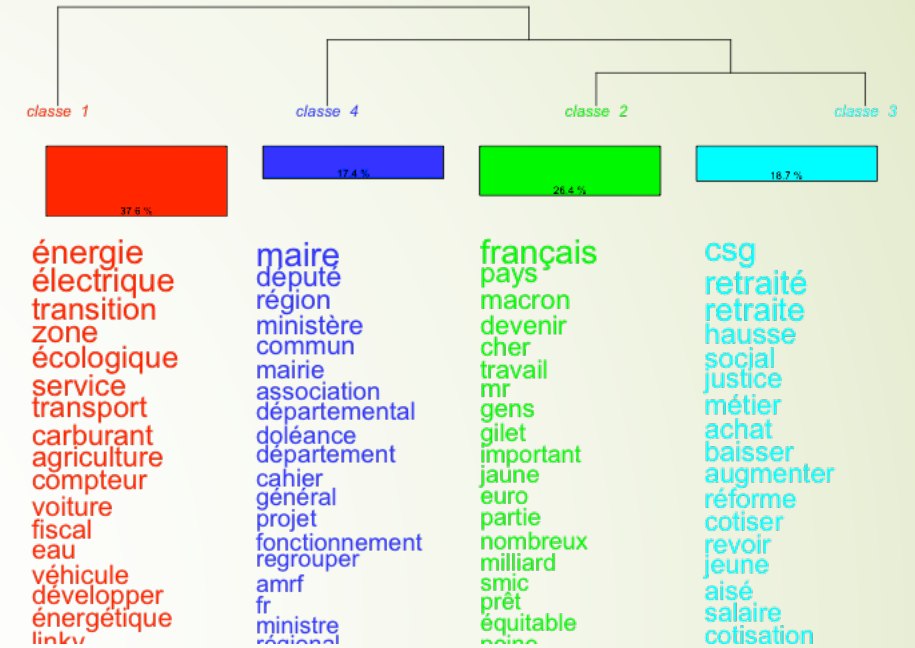 classe 1
classe 4
classe 2
classe 3
37.6 %
17.4 %
26.4 %
18.7 %
énergie
électrique
transition
zone
écologique
service
transport
carburant
agriculture
compteur
voiture
fiscal
eau
véhicule
développer
énergétique
linky
maire
député
région
ministère
commun
mairie
association
départemental
doléance
département
cahier
général
projet
fonctionnement
regrouper
amrf
fr
ministre
régional
français
pays
macron
devenir
cher
travail
mr
gens
gilet
important
jaune
euro
partie
nombreux
milliard
smic
prêt
équitable
csg
retraité
retraite
hausse
social
justice
métier
achat
baisser
augmenter
réforme
cotiser
revoir
jeune
aisé
salaire
cotisation